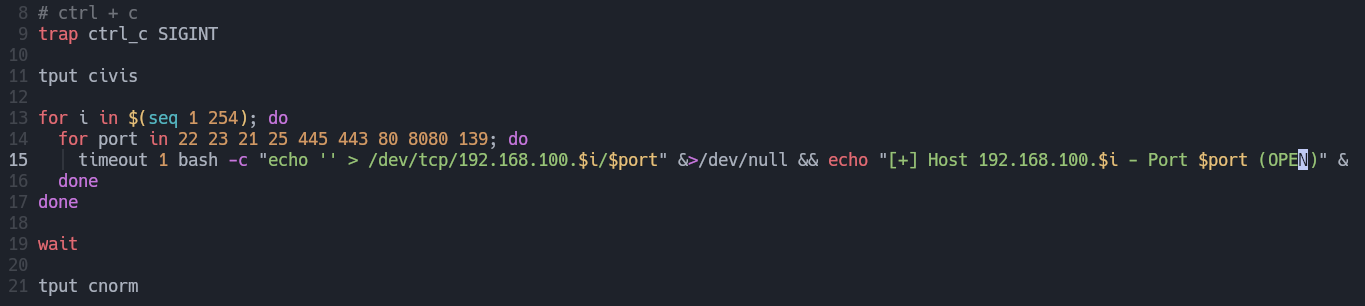 8 # ctrl + c
9 trap ctrl_c SIGINT
10
11 tput civis
12
13 for i in $(seq 1 254); do
14   for port in 22 23 21 25 445 443 80 8080 139; do
15     timeout 1 bash -c "echo '' > /dev/tcp/192.168.100.$i/$port" &>/dev/null && echo "[+] Host 192.168.100.$i - Port $port (OPEN)" &
16   done
17 done
18
19 wait
20
21 tput cnorm